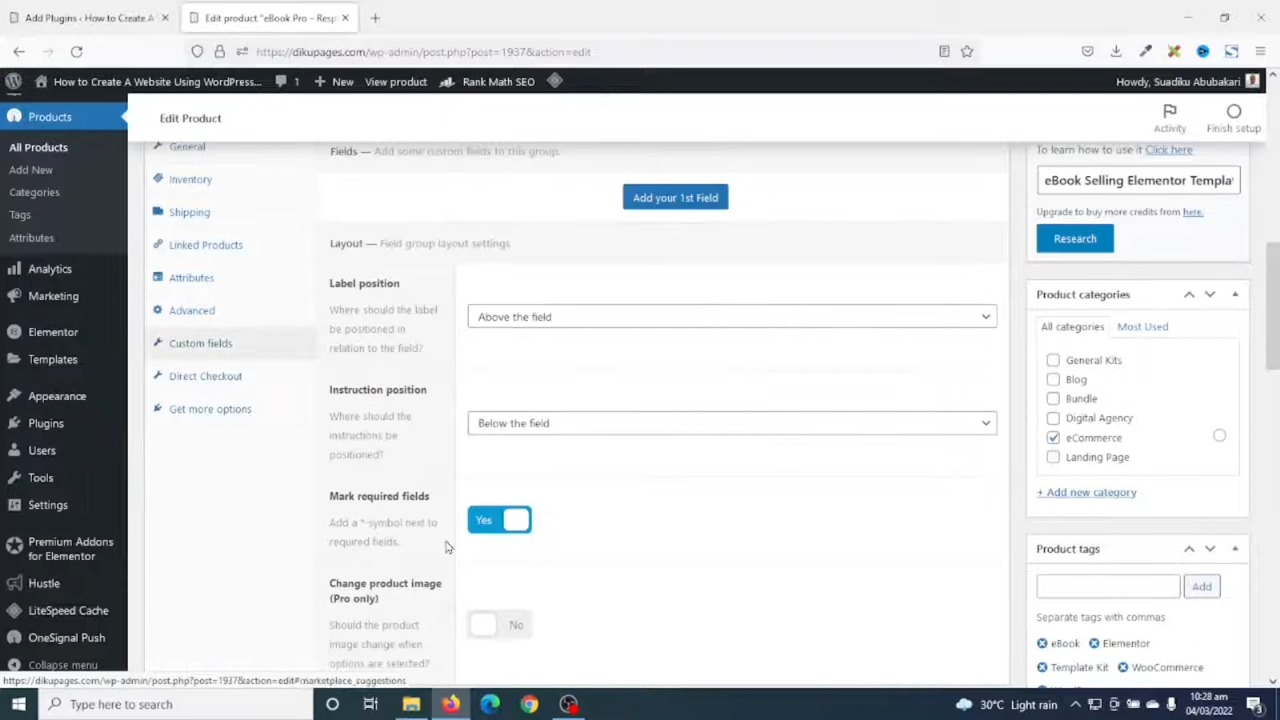 Add Plugins ‹ How to Create A
Edit product "eBook Pro – Resp
https://dikupages.com/wp-admin/post.php?post=1937&action=edit
How to Create A Website Using WordPress...
1
New
View product
Rank Math SEO
Howdy, Suadiku Abubakari
Products
All Products
Add New
Categories
Tags
Attributes
Analytics
Marketing
Elementor
Templates
Appearance
Plugins
Users
Tools
Settings
Premium Addons
for Elementor
Hustle
LiteSpeed Cache
OneSignal Push
Collapse menu
Edit Product
Activity
Finish setup
General
Inventory
Shipping
Linked Products
Attributes
Advanced
Custom fields
Direct Checkout
Get more options
Fields — Add some custom fields to this group.
Add your 1st Field
Layout — Field group layout settings
Label position
Where should the label
be positioned in
relation to the field?
Above the field
Instruction position
Where should the
instructions be
positioned?
Below the field
Mark required fields
Add a *-symbol next to
required fields.
Yes
Change product image
(Pro only)
Should the product
image change when
options are selected?
No
To learn how to use it Click here
eBook Selling Elementor Templat
Upgrade to buy more credits from here.
Research
Product categories
All categories
Most Used
General Kits
Blog
Bundle
Digital Agency
eCommerce
Landing Page
+ Add new category
Product tags
Add
Separate tags with commas
eBook
Elementor
Template Kit
WooCommerce
https://dikupages.com/wp-admin/post.php?post=1937&action=edit#marketplace_suggestions
Type here to search
30°C Light rain
10:28 am
04/03/2022
3